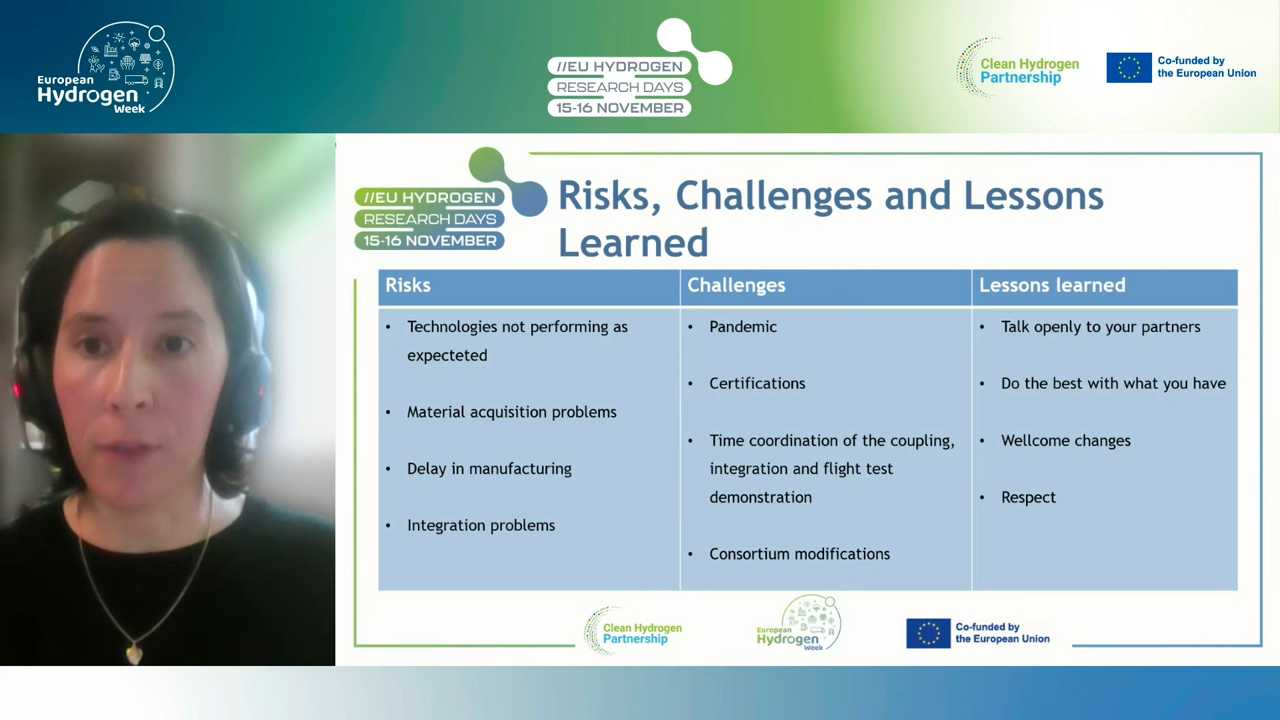 European
Hydrogen
Week
//EU HYDROGEN
RESEARCH DAYS
15-16 NOVEMBER
Clean Hydrogen
Partnership
Co-funded by
the European Union
//EU HYDROGEN
RESEARCH DAYS
15-16 NOVEMBER
Risks, Challenges and Lessons
Learned
Risks
• Technologies not performing as
expecteted
• Material acquisition problems
• Delay in manufacturing
• Integration problems
Challenges
• Pandemic
• Certifications
• Time coordination of the coupling,
integration and flight test
demonstration
• Consortium modifications
Lessons learned
• Talk openly to your partners
• Do the best with what you have
• Wellcome changes
• Respect
Clean Hydrogen
Partnership
European
Hydrogen
Week
Co-funded by
the European Union